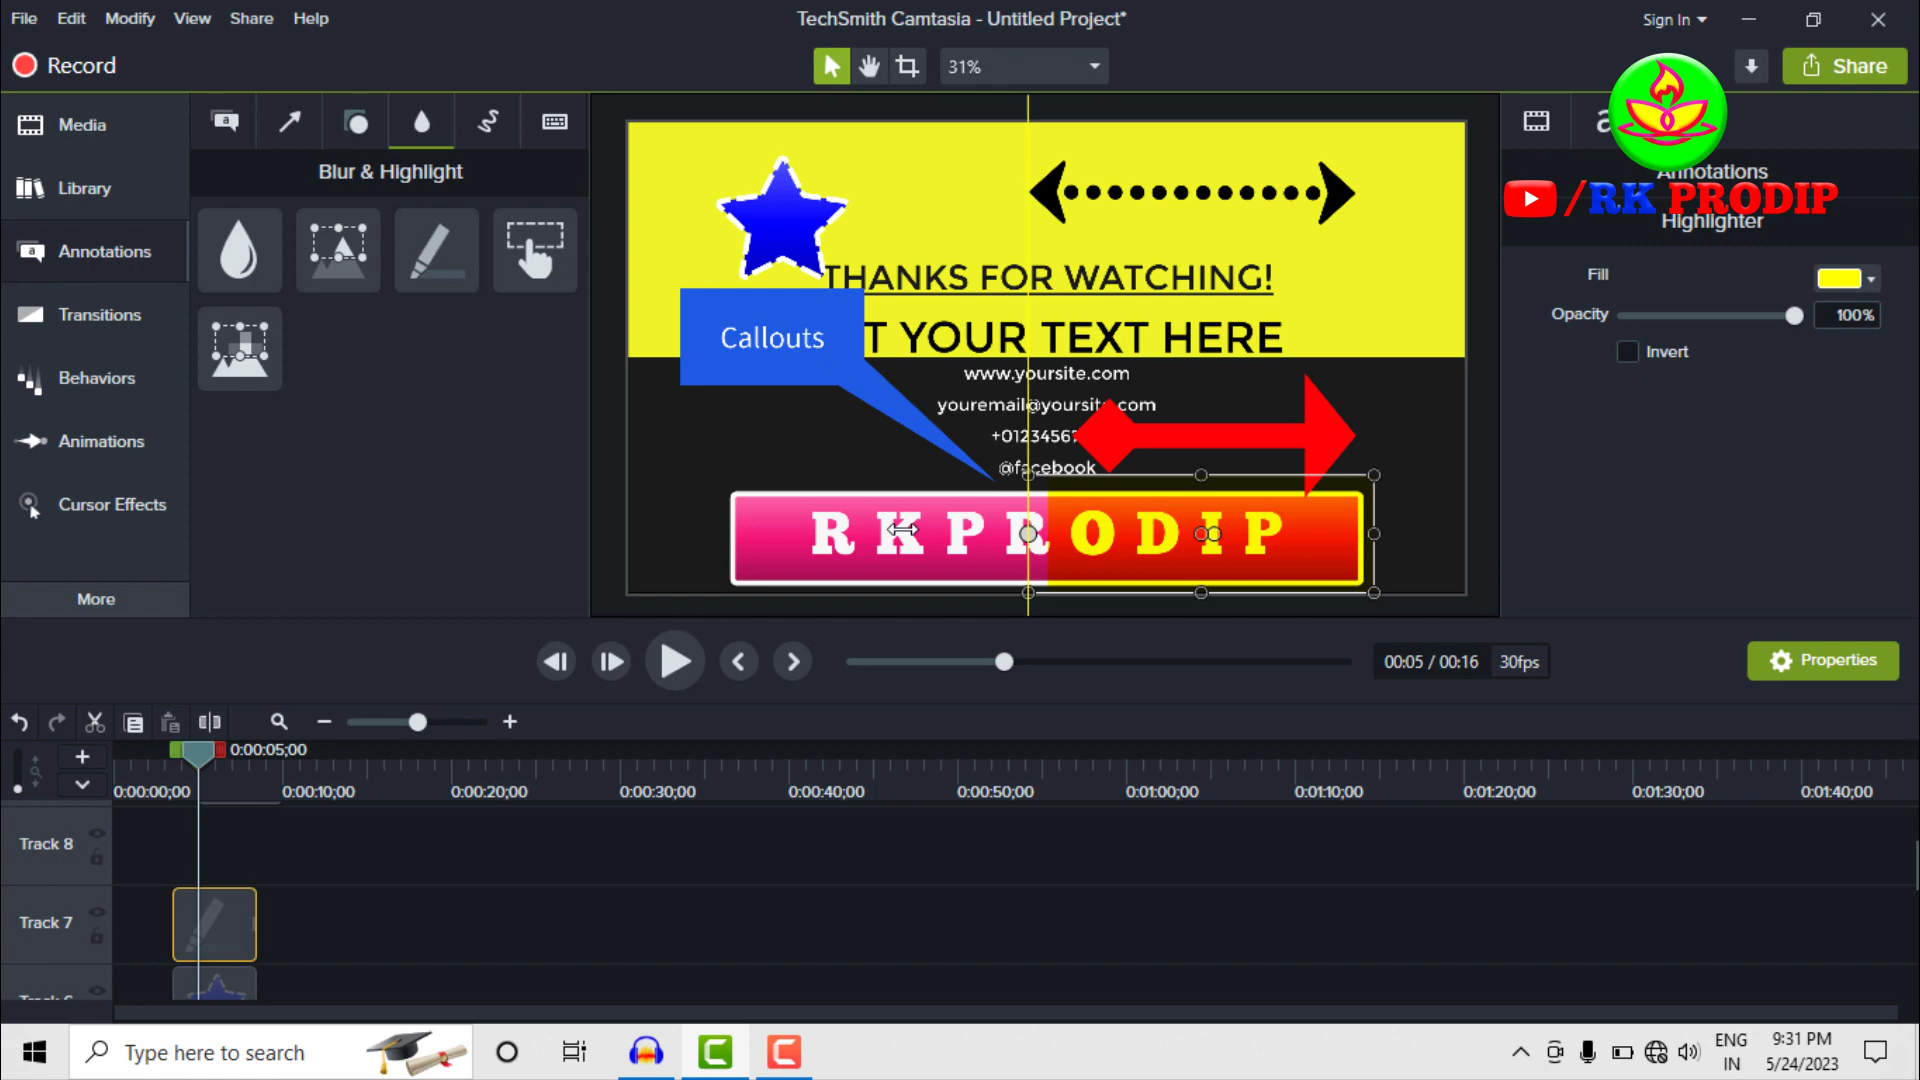 File Edit Modify View Share Help
TechSmith Camtasia - Untitled Project*
Sign In
Record
31%
Share
Media
Library
Annotations
Transitions
Behaviors
Animations
Cursor Effects
More
a
Blur & Highlight
THANKS FOR WATCHING!
Callouts
T YOUR TEXT HERE
www.yoursite.com
youremail@yoursite.com
+0123456
@facebook
RKPRODIP
a
/RK PRODIP
Annotations
Highlighter
Fill
Opacity 100%
Invert
00:05 / 00:16 30fps
Properties
0:00:05;00
0:00:00;00 0:00:10;00 0:00:20;00 0:00:30;00 0:00:40;00 0:00:50;00 0:01:00;00 0:01:10;00 0:01:20;00 0:01:30;00 0:01:40;00
Track 8
Track 7
Type here to search
ENG
IN
9:31 PM
5/24/2023